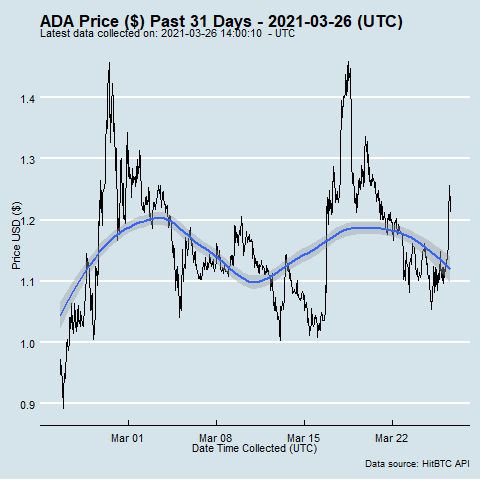 ADA Price ($) Past 31 Days - 2021-03-26 (UTC)
Latest data collected on: 2021-03-26 14:00:10 - UTC
1.4
1.3
1.2
1.1
1.0
0.9
Price USD ($)
Mar 01 Mar 08 Mar 15 Mar 22
Date Time Collected (UTC)
Data source: HitBTC API